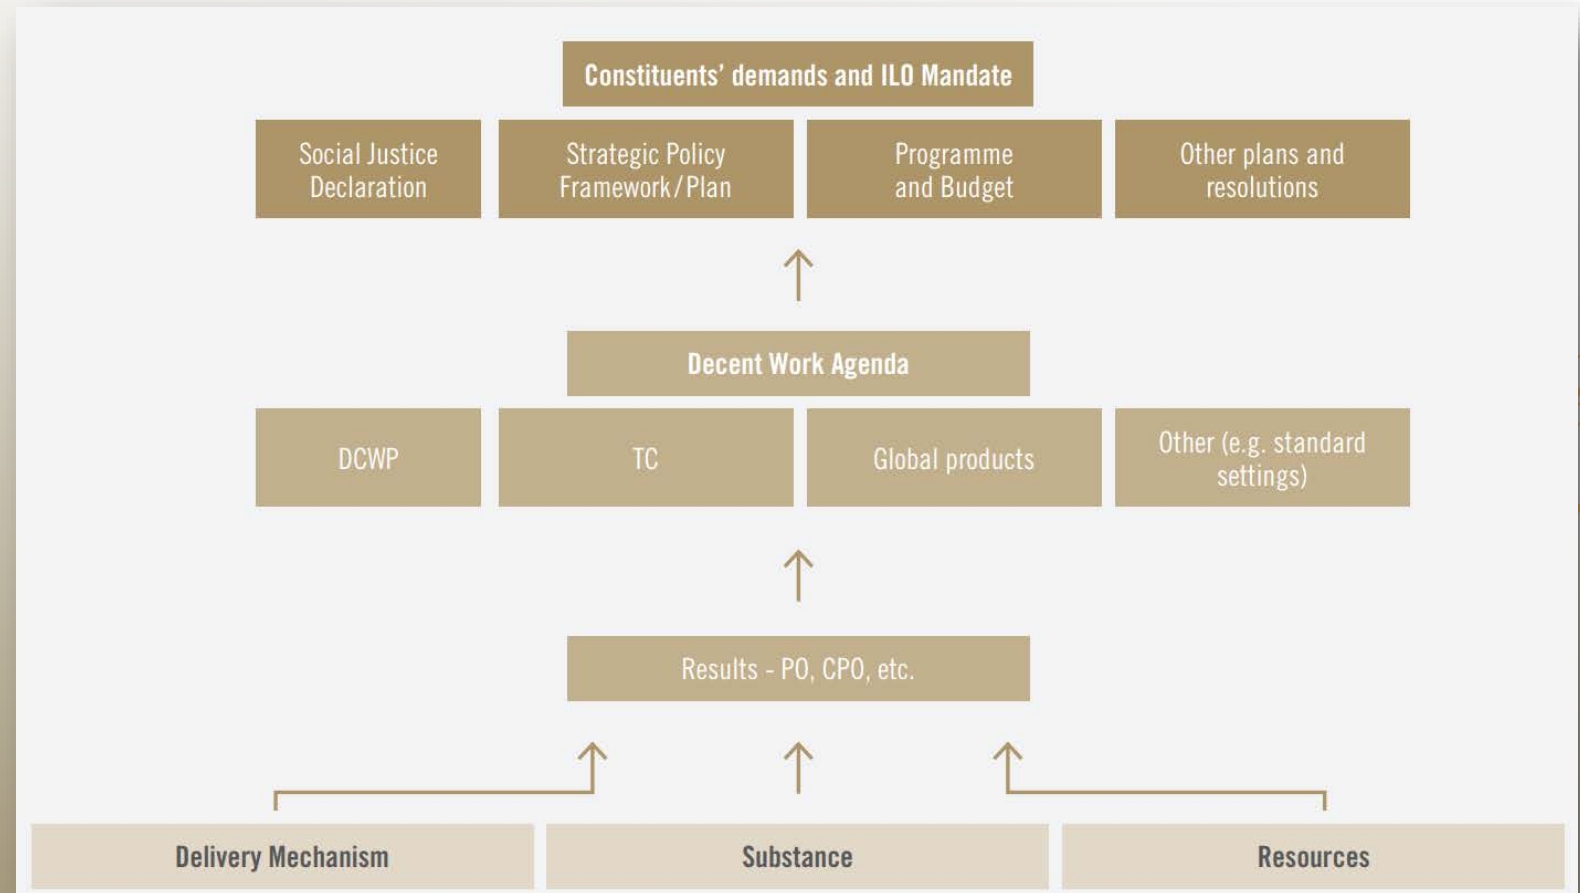 Constituents’ demands and ILO Mandate
Social Justice
Declaration
Strategic Policy
Framework/Plan
Programme
and Budget
Other plans and
resolutions
Decent Work Agenda
DCWP
TC
Global products
Other (e.g. standard
settings)
Results - PO, CPO, etc.
Delivery Mechanism
Substance
Resources